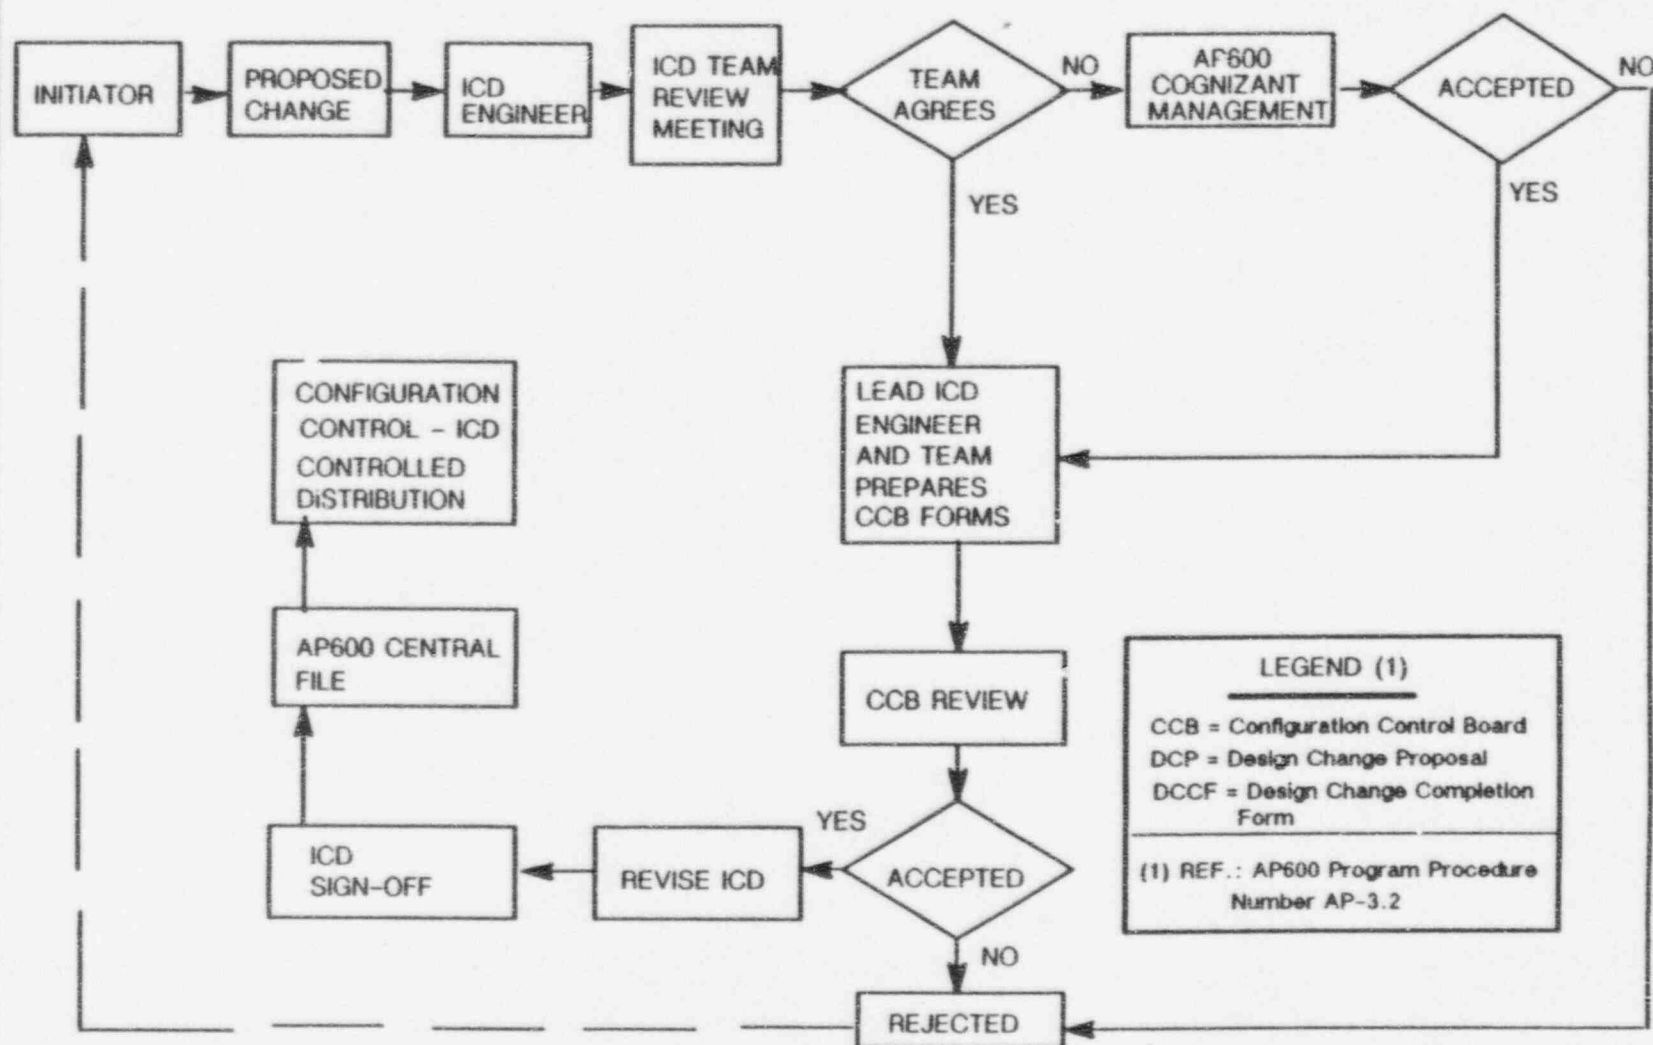 INITIATOR
PROPOSED
CHANGE
ICD
ENGINEER
ICD TEAM
REVIEW
MEETING
TEAM
AGREES
NO
AP600
COGNIZANT
MANAGEMENT
ACCEPTED
NO
YES
YES
CONFIGURATION
CONTROL - ICD
CONTROLLED
DISTRIBUTION
LEAD ICD
ENGINEER
AND TEAM
PREPARES
CCB FORMS
AP600 CENTRAL
FILE
CCB REVIEW
ICD
SIGN-OFF
REVISE ICD
YES
ACCEPTED
NO
REJECTED
LEGEND (1)
CCB = Configuration Control Board
DCP = Design Change Proposal
DCCF = Design Change Completion
Form
(1) REF.: AP600 Program Procedure
Number AP-3.2